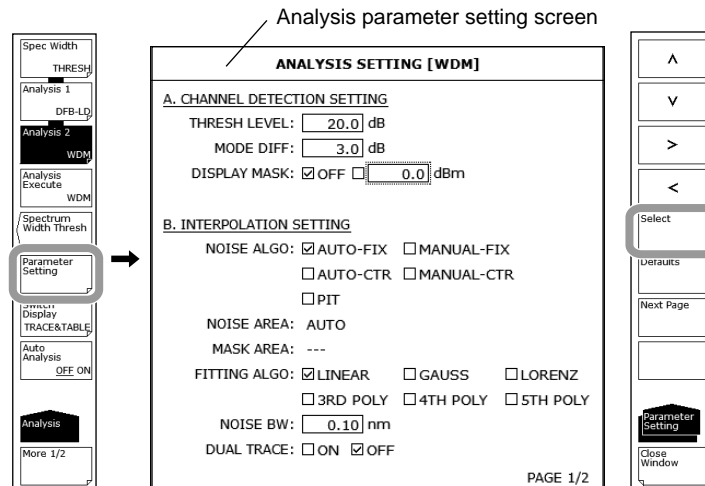 Analysis parameter setting screen
Spec Width
THRESH
Analysis 1
DFB-LD
Analysis 2
WDM
Analysis
Execute
WDM
Spectrum
Width Thresh
Parameter
Setting
Switch
Display
TRACE&TABLE
Auto
Analysis
OFF ON
Analysis
More 1/2
ANALYSIS SETTING [WDM]
A. CHANNEL DETECTION SETTING
THRESH LEVEL: 20.0 dB
MODE DIFF: 3.0 dB
DISPLAY MASK: ☑ OFF ☐ 0.0 dBm
B. INTERPOLATION SETTING
NOISE ALGO: ☑ AUTO-FIX ☐ MANUAL-FIX
☐ AUTO-CTR ☐ MANUAL-CTR
☐ PIT
NOISE AREA: AUTO
MASK AREA: ---
FITTING ALGO: ☑ LINEAR ☐ GAUSS ☐ LORENZ
☐ 3RD POLY ☐ 4TH POLY ☐ 5TH POLY
NOISE BW: 0.10 nm
DUAL TRACE: ☐ ON ☑ OFF
PAGE 1/2
Select
Defaults
Next Page
Parameter
Setting
Close
Window